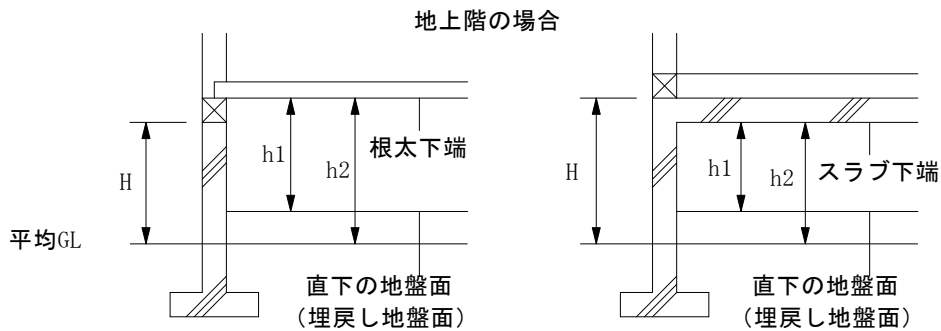 地上階の場合
H
h1
h2
根太下端
平均GL
直下の地盤面
(埋戻し地盤面)
H
h1
h2
スラブ下端
直下の地盤面
(埋戻し地盤面)